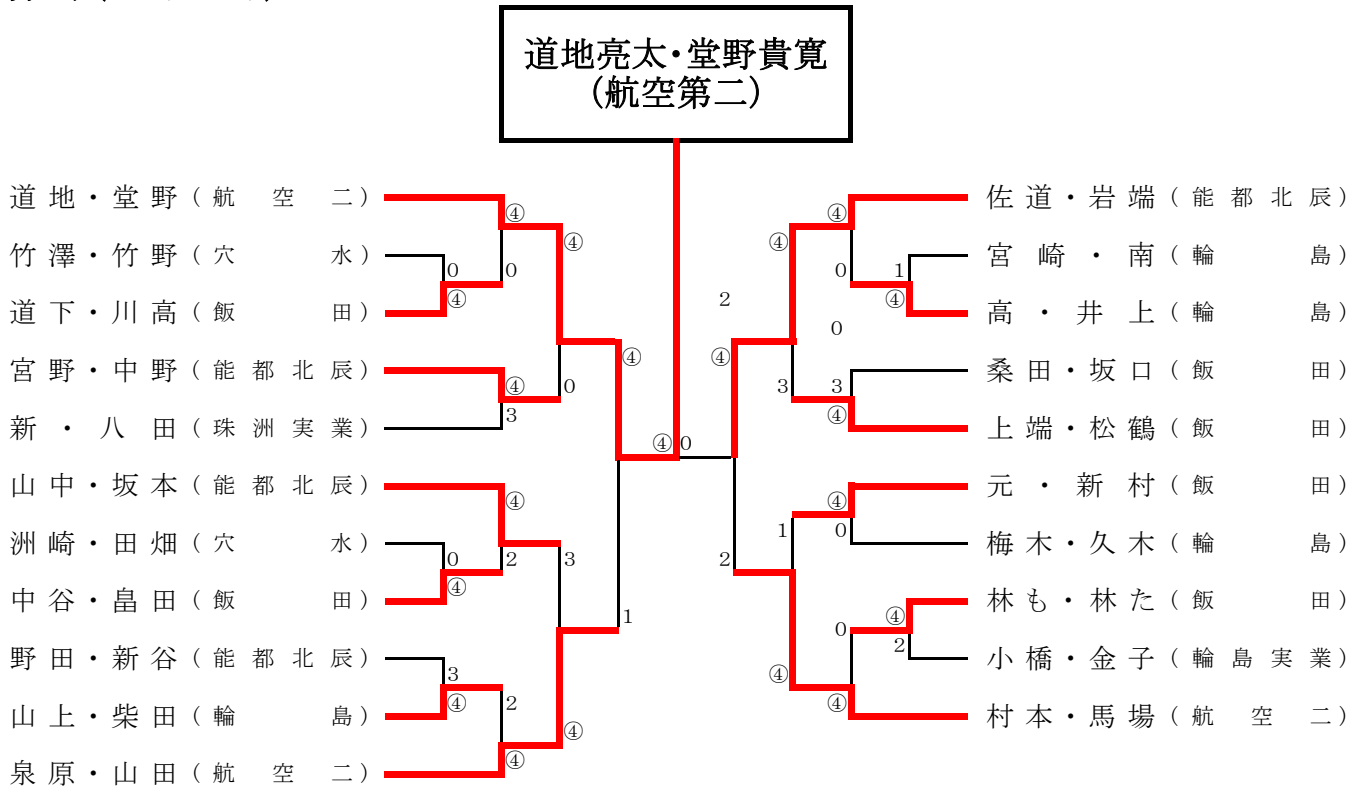 道地亮太・堂野貴寛
(航空第二)
道地・堂野(航空二)
④
④
竹澤・竹野(穴水)
0
0
道下・川高(飯田)
④
④
宮野・中野(能都北辰)
④
0
新・八田(珠洲実業)
3
④
0
山中・坂本(能都北辰)
④
洲崎・田畑(穴水)
0
2
3
中谷・畠田(飯田)
④
1
野田・新谷(能都北辰)
3
山上・柴田(輪島)
④
2
④
泉原・山田(航空二)
④
佐道・岩端(能都北辰)
④
④
宮崎・南(輪島)
0
1
2
高・井上(輪島)
④
0
④
桑田・坂口(飯田)
3
3
上端・松鶴(飯田)
④
元・新村(飯田)
④
1
0
梅木・久木(輪島)
2
林も・林た(飯田)
④
0
2
小橋・金子(輪島実業)
④
村本・馬場(航空二)
④